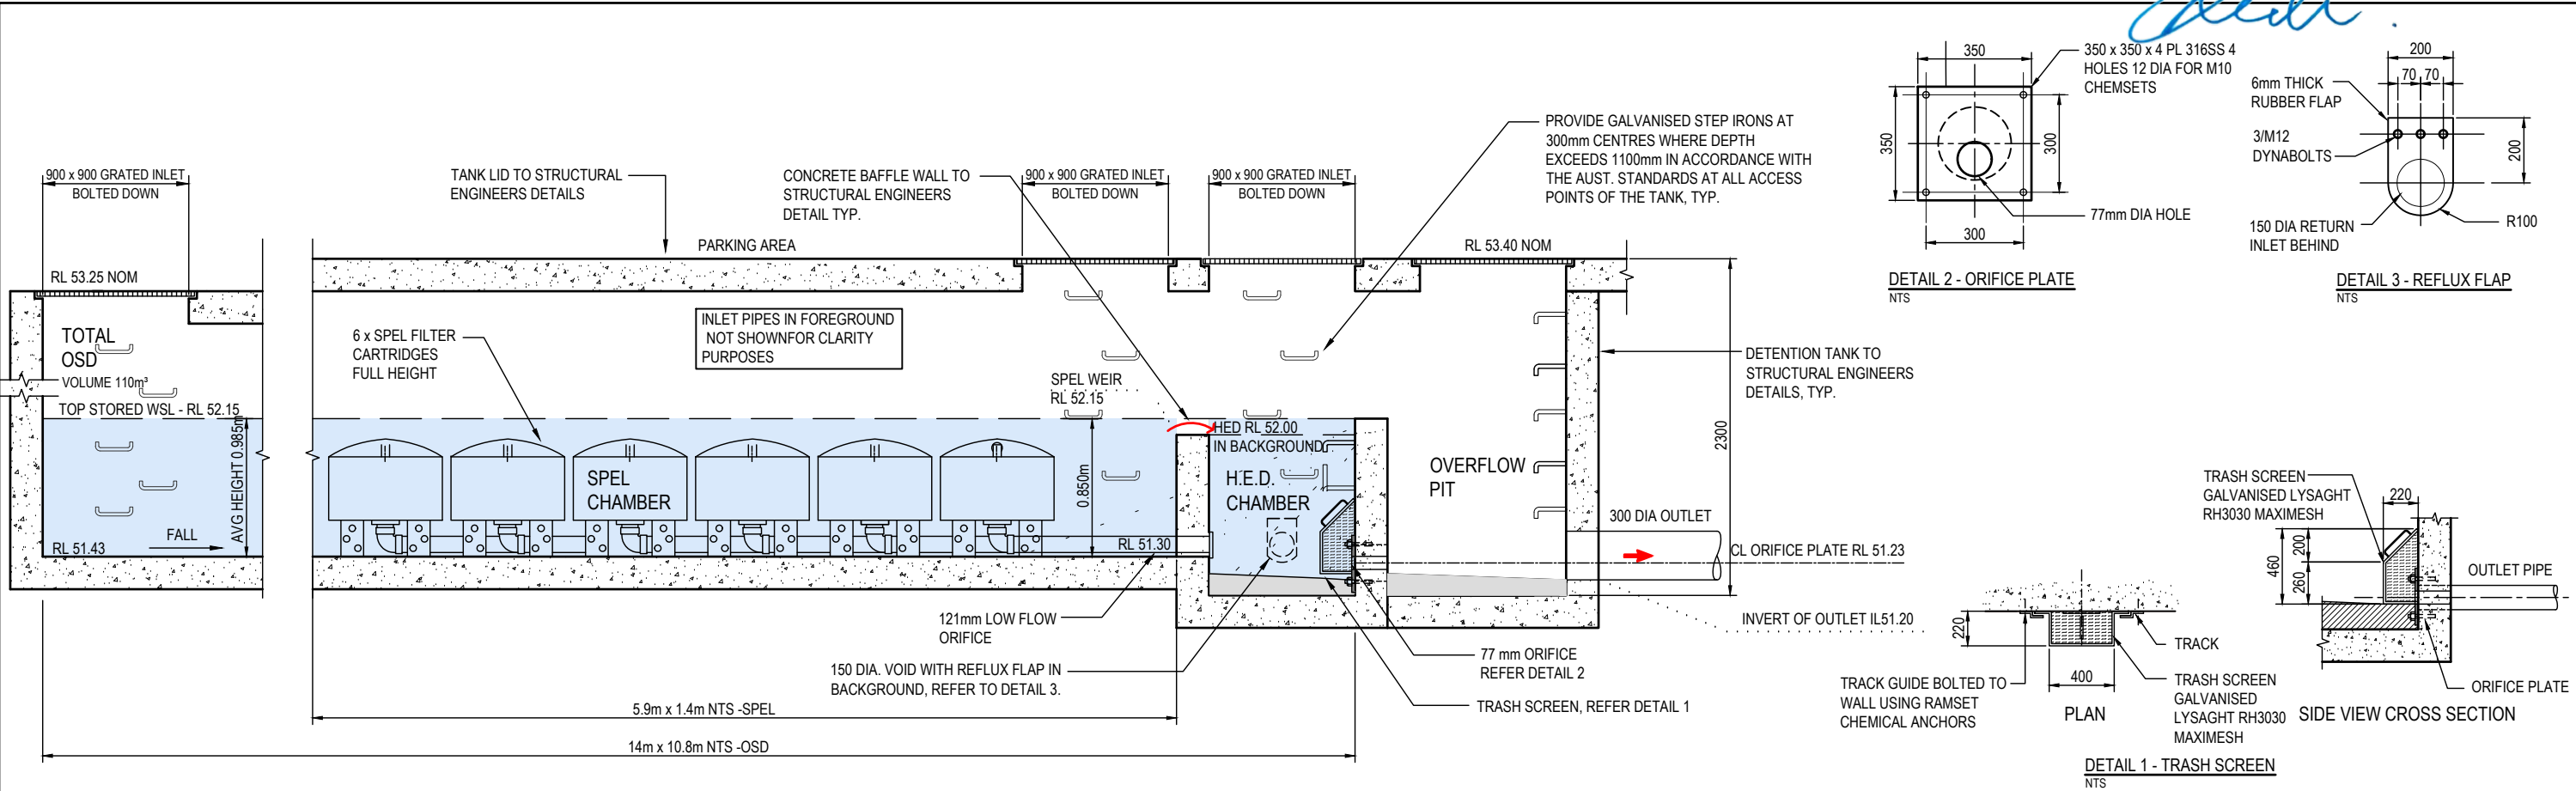 900 x 900 GRATED INLET
BOLTED DOWN
TANK LID TO STRUCTURAL
ENGINEERS DETAILS
CONCRETE BAFFLE WALL TO
STRUCTURAL ENGINEERS
DETAIL TYP.
900 x 900 GRATED INLET
BOLTED DOWN
900 x 900 GRATED INLET
BOLTED DOWN
PROVIDE GALVANISED STEP IRONS AT
300mm CENTRES WHERE DEPTH
EXCEEDS 1100mm IN ACCORDANCE WITH
THE AUST. STANDARDS AT ALL ACCESS
POINTS OF THE TANK, TYP.
PARKING AREA
RL 53.40 NOM
RL 53.25 NOM
TOTAL
OSD
VOLUME 110m³
TOP STORED WSL - RL 52.15
AVG HEIGHT 0.985m
RL 51.43
FALL
6 x SPEL FILTER
CARTRIDGES
FULL HEIGHT
INLET PIPES IN FOREGROUND
NOT SHOWNFOR CLARITY
PURPOSES
SPEL WEIR
RL 52.15
SPEL
CHAMBER
0.850m
RL 51.30
HED RL 52.00
IN BACKGROUND
H.E.D.
CHAMBER
OVERFLOW
PIT
2300
DETENTION TANK TO
STRUCTURAL ENGINEERS
DETAILS, TYP.
300 DIA OUTLET
CL ORIFICE PLATE RL 51.23
INVERT OF OUTLET IL51.20
121mm LOW FLOW
ORIFICE
150 DIA. VOID WITH REFLUX FLAP IN
BACKGROUND, REFER TO DETAIL 3.
77 mm ORIFICE
REFER DETAIL 2
TRASH SCREEN, REFER DETAIL 1
5.9m x 1.4m NTS -SPEL
14m x 10.8m NTS -OSD
350
350 x 350 x 4 PL 316SS 4
HOLES 12 DIA FOR M10
CHEMSETS
350
300
77mm DIA HOLE
300
DETAIL 2 - ORIFICE PLATE
NTS
200
70
70
6mm THICK
RUBBER FLAP
3/M12
DYNABOLTS
200
150 DIA RETURN
INLET BEHIND
R100
DETAIL 3 - REFLUX FLAP
NTS
TRASH SCREEN
GALVANISED LYSAGHT
RH3030 MAXIMESH
220
460
200
260
OUTLET PIPE
ORIFICE PLATE
SIDE VIEW CROSS SECTION
220
400
TRACK
TRACK GUIDE BOLTED TO
WALL USING RAMSET
CHEMICAL ANCHORS
PLAN
TRASH SCREEN
GALVANISED
LYSAGHT RH3030
MAXIMESH
DETAIL 1 - TRASH SCREEN
NTS